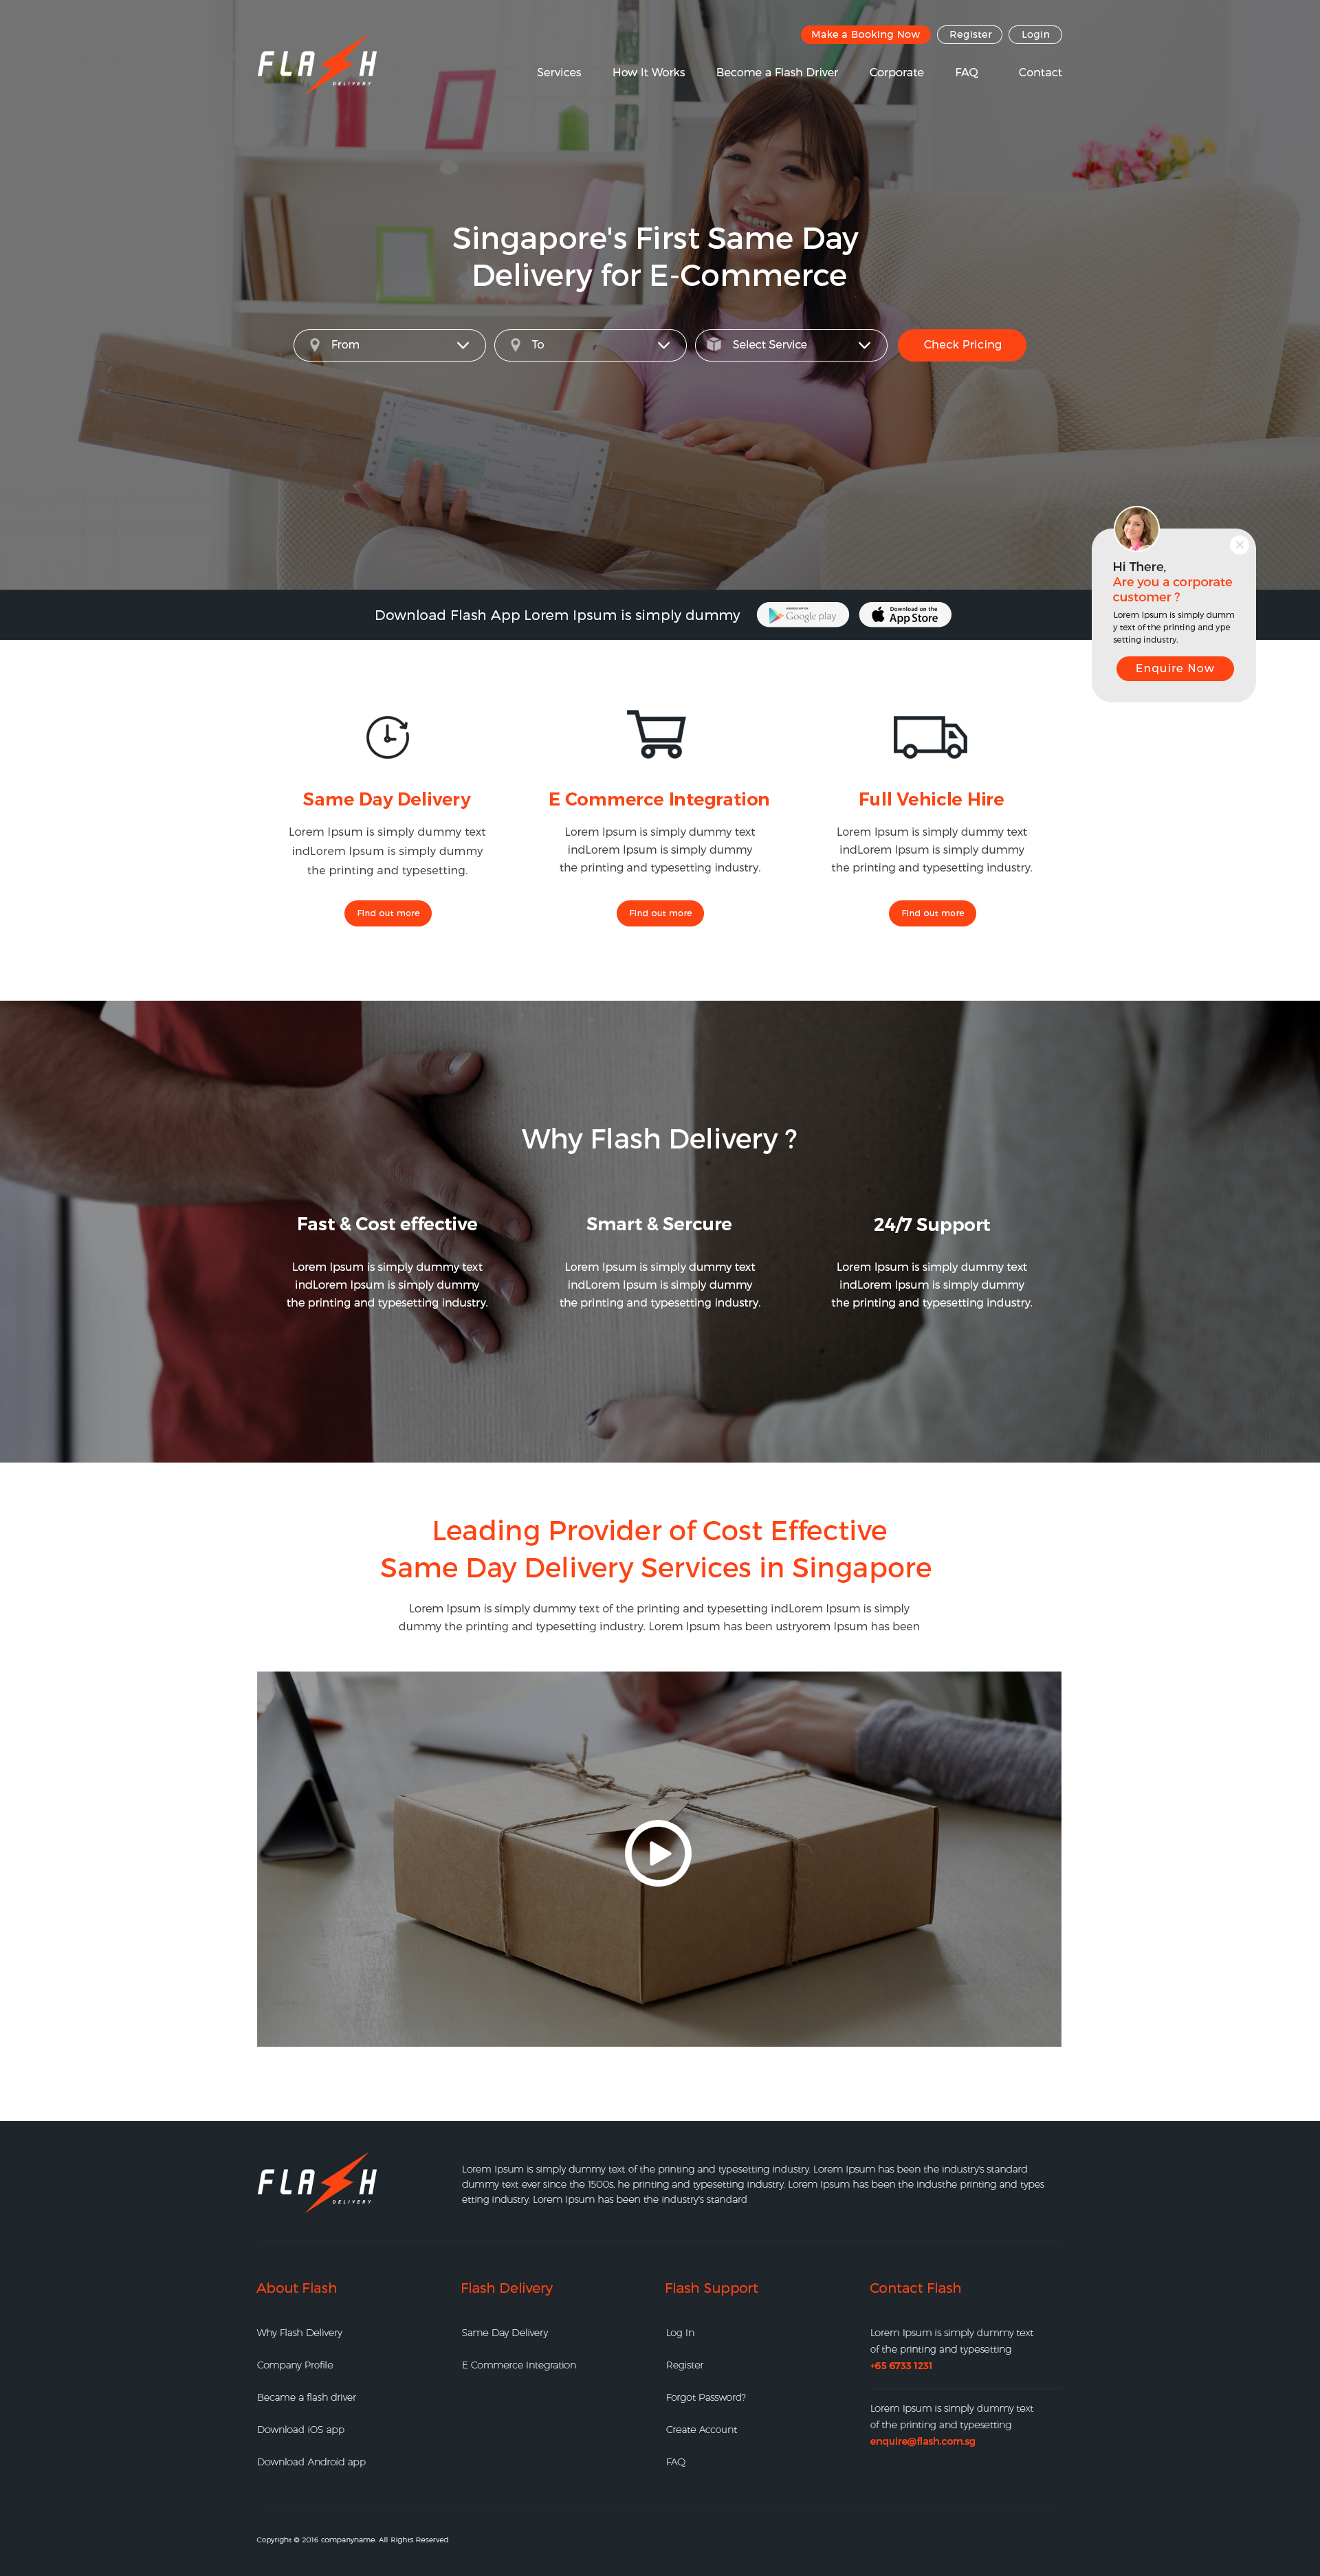 Make a Booking Now Register Login
FLASH
DELIVERY
Services How It Works Become a Flash Driver Corporate FAQ Contact
Singapore's First Same Day
Delivery for E-Commerce
From To Select Service Check Pricing
Download Flash App Lorem Ipsum is simply dummy
ANDROID APP ON
Google play
Download on the
App Store
Hi There,
Are you a corporate
customer ?
Lorem Ipsum is simply dumm
y text of the printing and ype
setting industry.
Enquire Now
Same Day Delivery
Lorem Ipsum is simply dummy text
indLorem Ipsum is simply dummy
the printing and typesetting.
Find out more
E Commerce Integration
Lorem Ipsum is simply dummy text
indLorem Ipsum is simply dummy
the printing and typesetting industry.
Find out more
Full Vehicle Hire
Lorem Ipsum is simply dummy text
indLorem Ipsum is simply dummy
the printing and typesetting industry.
Find out more
Why Flash Delivery ?
Fast & Cost effective
Lorem Ipsum is simply dummy text
indLorem Ipsum is simply dummy
the printing and typesetting industry.
Smart & Sercure
Lorem Ipsum is simply dummy text
indLorem Ipsum is simply dummy
the printing and typesetting industry.
24/7 Support
Lorem Ipsum is simply dummy text
indLorem Ipsum is simply dummy
the printing and typesetting industry.
Leading Provider of Cost Effective
Same Day Delivery Services in Singapore
Lorem Ipsum is simply dummy text of the printing and typesetting indLorem Ipsum is simply
dummy the printing and typesetting industry. Lorem Ipsum has been ustryorem Ipsum has been
FLASH
DELIVERY
Lorem Ipsum is simply dummy text of the printing and typesetting industry. Lorem Ipsum has been the industry's standard
dummy text ever since the 1500s, he printing and typesetting industry. Lorem Ipsum has been the industhe printing and types
etting industry. Lorem Ipsum has been the industry's standard
About Flash
Why Flash Delivery
Company Profile
Became a flash driver
Download iOS app
Download Android app
Flash Delivery
Same Day Delivery
E Commerce Integration
Flash Support
Log In
Register
Forgot Password?
Create Account
FAQ
Contact Flash
Lorem Ipsum is simply dummy text
of the printing and typesetting
+65 6733 1231
Lorem Ipsum is simply dummy text
of the printing and typesetting
enquire@flash.com.sg
Copyright © 2016 companyname. All Rights Reserved